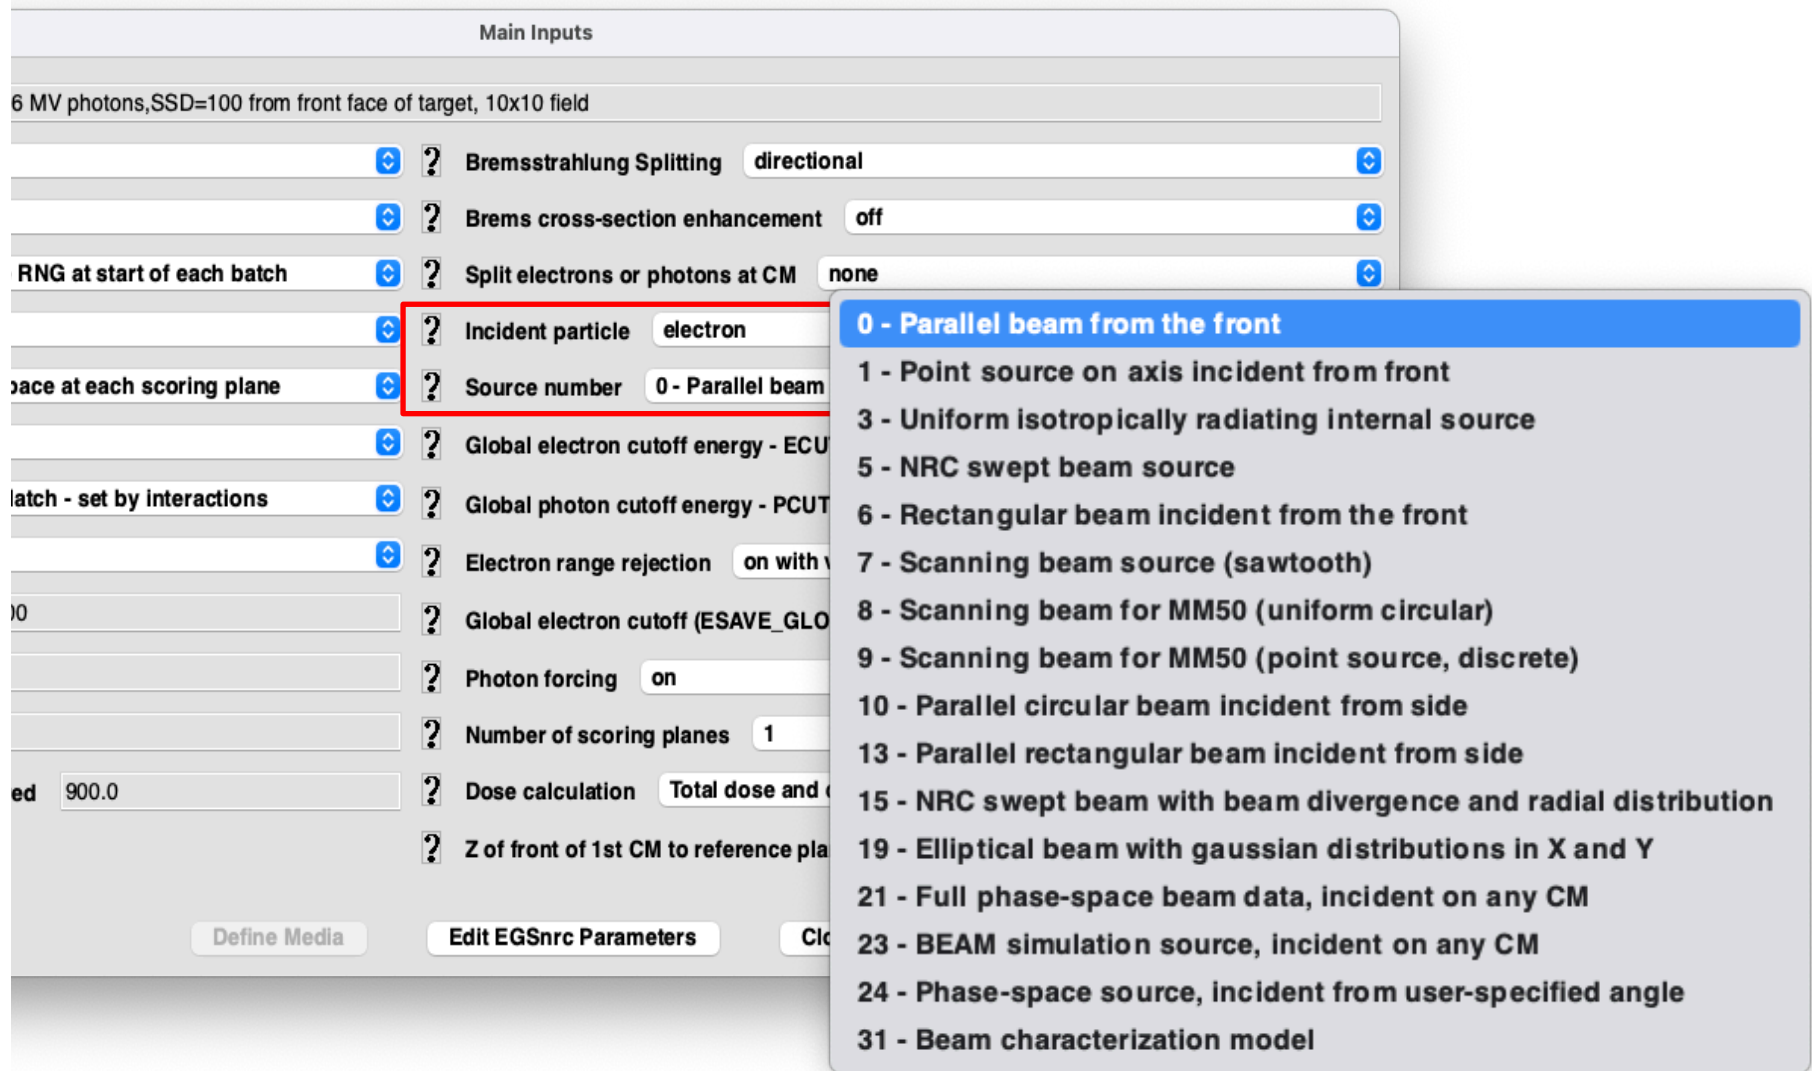 Main Inputs
6 MV photons,SSD=100 from front face of target, 10x10 field
? Bremsstrahlung Splitting directional
? Brems cross-section enhancement off
RNG at start of each batch ? Split electrons or photons at CM none
? Incident particle electron
at each scoring plane ? Source number 0 - Parallel beam
? Global electron cutoff energy -
- set by interactions ? Global photon cutoff energy - PCUT
? Electron range rejection on with
? Global electron cutoff
? Photon forcing on
? Number of scoring planes 1
900.0 ? Dose calculation Total dose and
? Z of front of 1st CM to reference
Define Media Edit EGSnrc Parameters
0 - Parallel beam from the front
1 - Point source on axis incident from front
3 - Uniform isotropically radiating internal source
5 - NRC swept beam source
6 - Rectangular beam incident from the front
7 - Scanning beam source (sawtooth)
8 - Scanning beam for MM50 (uniform circular)
9 - Scanning beam for MM50 (point source, discrete)
10 - Parallel circular beam incident from side
13 - Parallel rectangular beam incident from side
15 - NRC swept beam with beam divergence and radial distribution
19 - Elliptical beam with gaussian distributions in X and Y
21 - Full phase-space beam data, incident on any CM
23 - BEAM simulation source, incident on any CM
24 - Phase-space source, incident from user-specified angle
31 - Beam characterization model